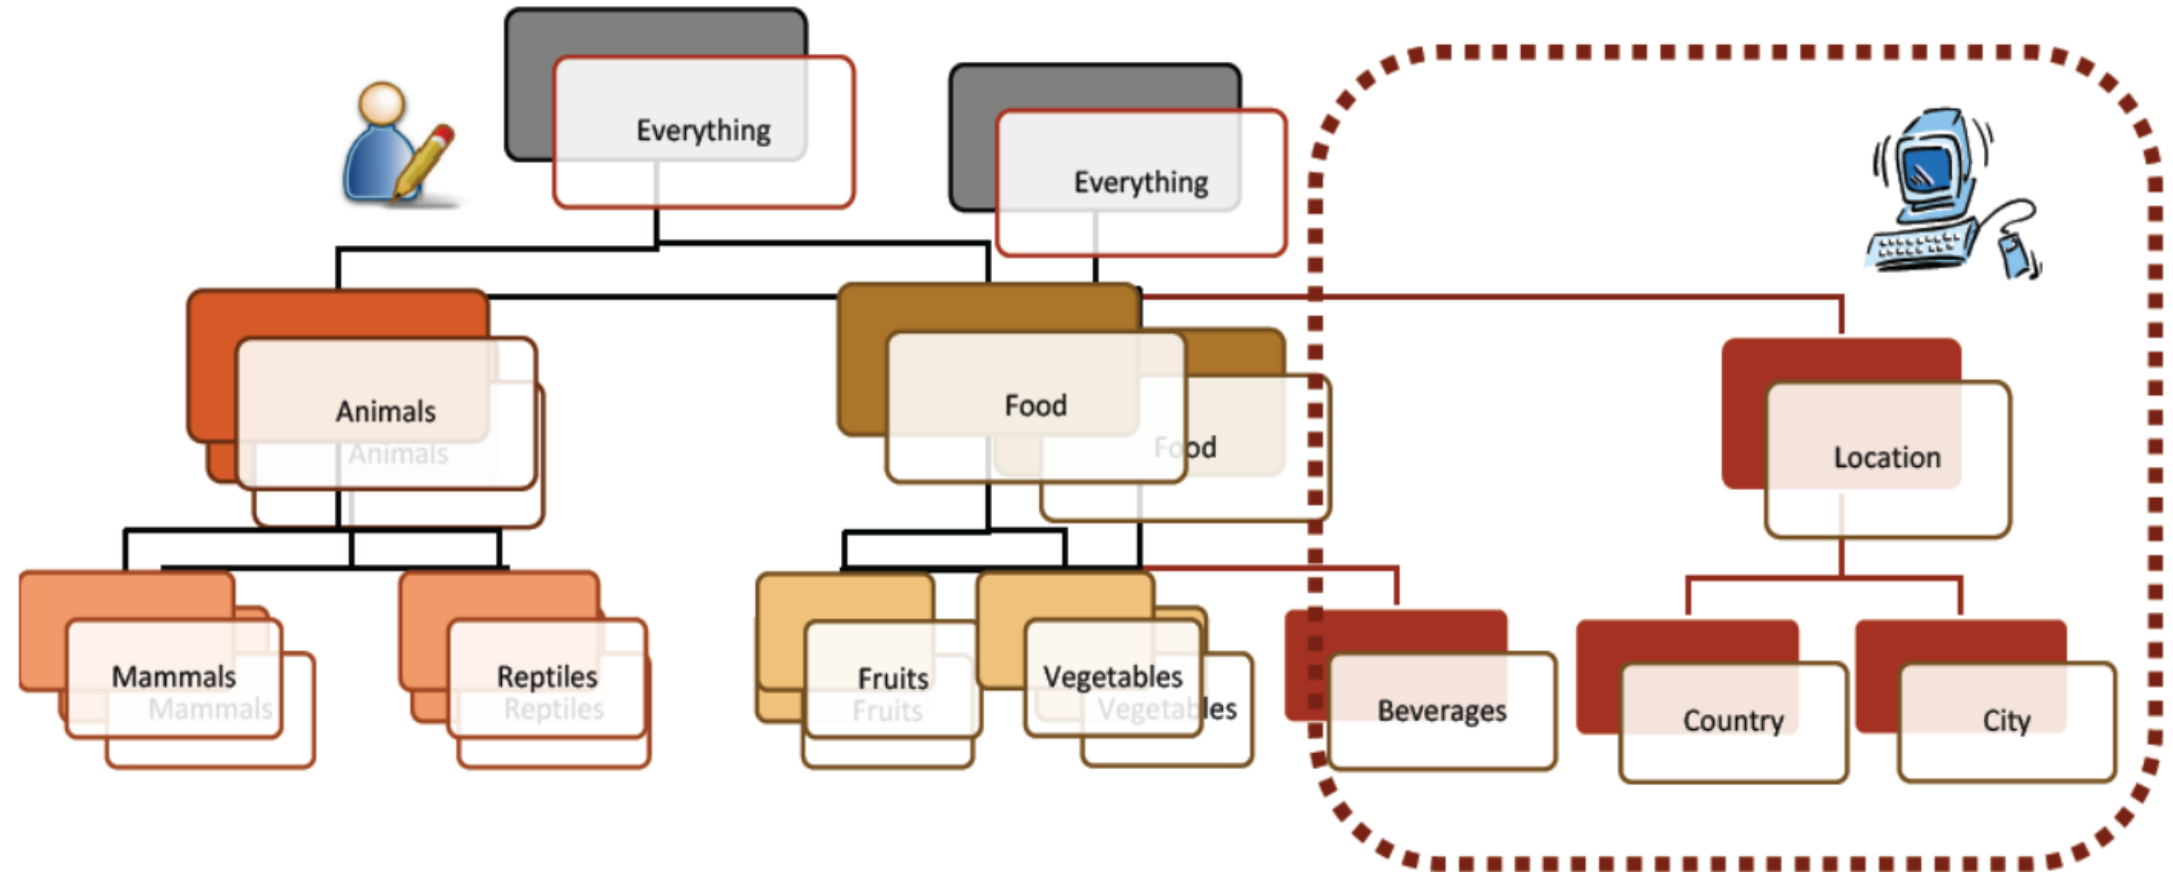 Everything
Everything
Animals
Animals
Food
Food
Location
Mammals
Mammals
Reptiles
Reptiles
Fruits
Fruits
Vegetables
Vegetables
Beverages
Country
City